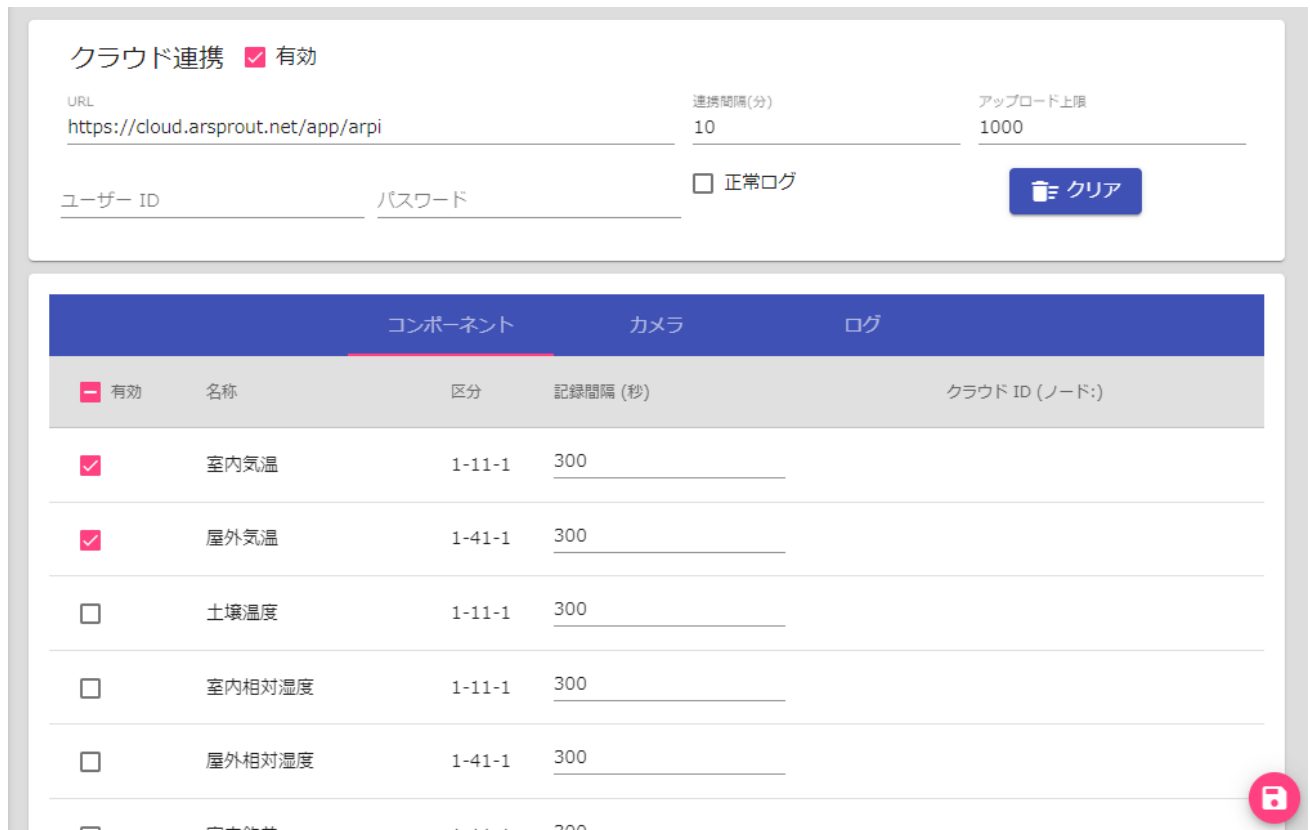 クラウド連携 有効
URL 連携間隔(分) アップロード上限
https://cloud.arsprout.net/app/arpi 10 1000
ユーザー ID パスワード 正常ログ クリア
コンポーネント カメラ ログ
有効 名称 区分 記録間隔 (秒) クラウド ID (ノード:)
室内気温 1-11-1 300
屋外気温 1-41-1 300
土壌温度 1-11-1 300
室内相対湿度 1-11-1 300
屋外相対湿度 1-41-1 300
300